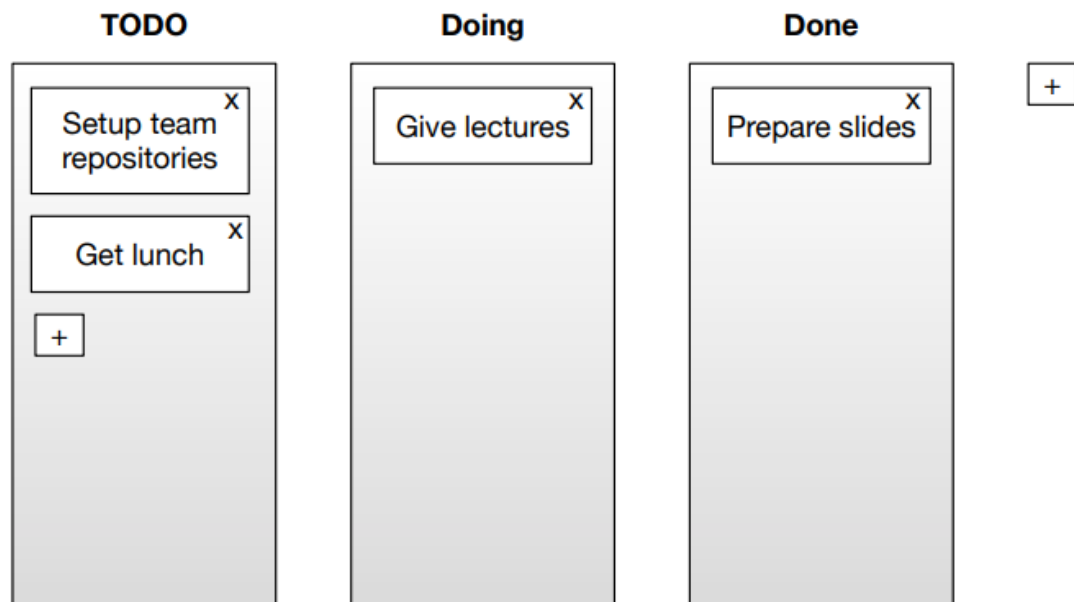 TODO
Doing
Done
X
Setup team
repositories
X
Get lunch
+
X
Give lectures
X
Prepare slides
+